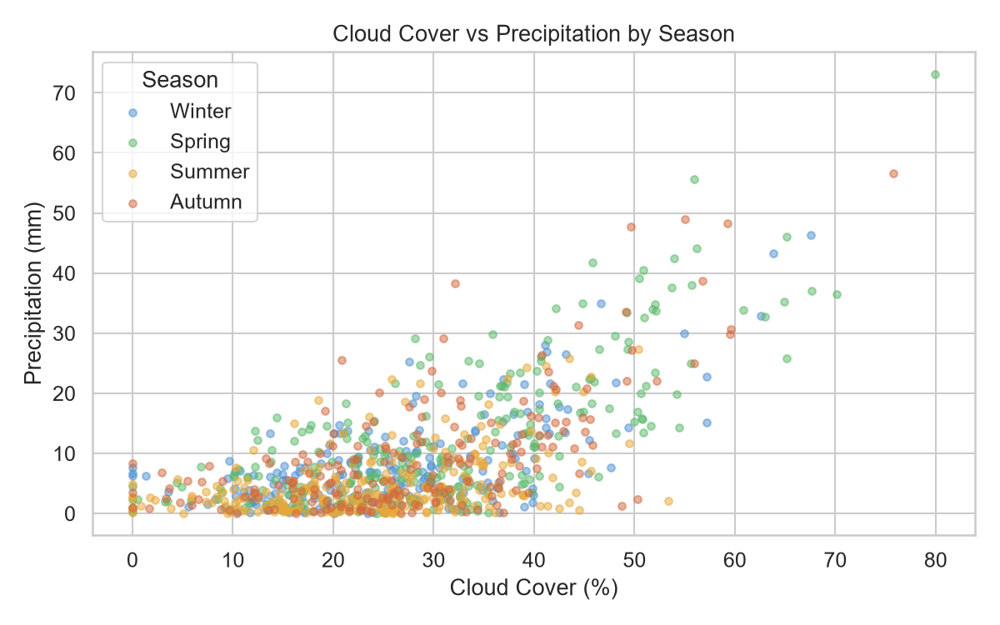 Cloud Cover vs Precipitation by Season
Season
Winter
Spring
Summer
Autumn
Precipitation (mm)
70
60
50
40
30
20
10
0
0 10 20 30 40 50 60 70 80
Cloud Cover (%)